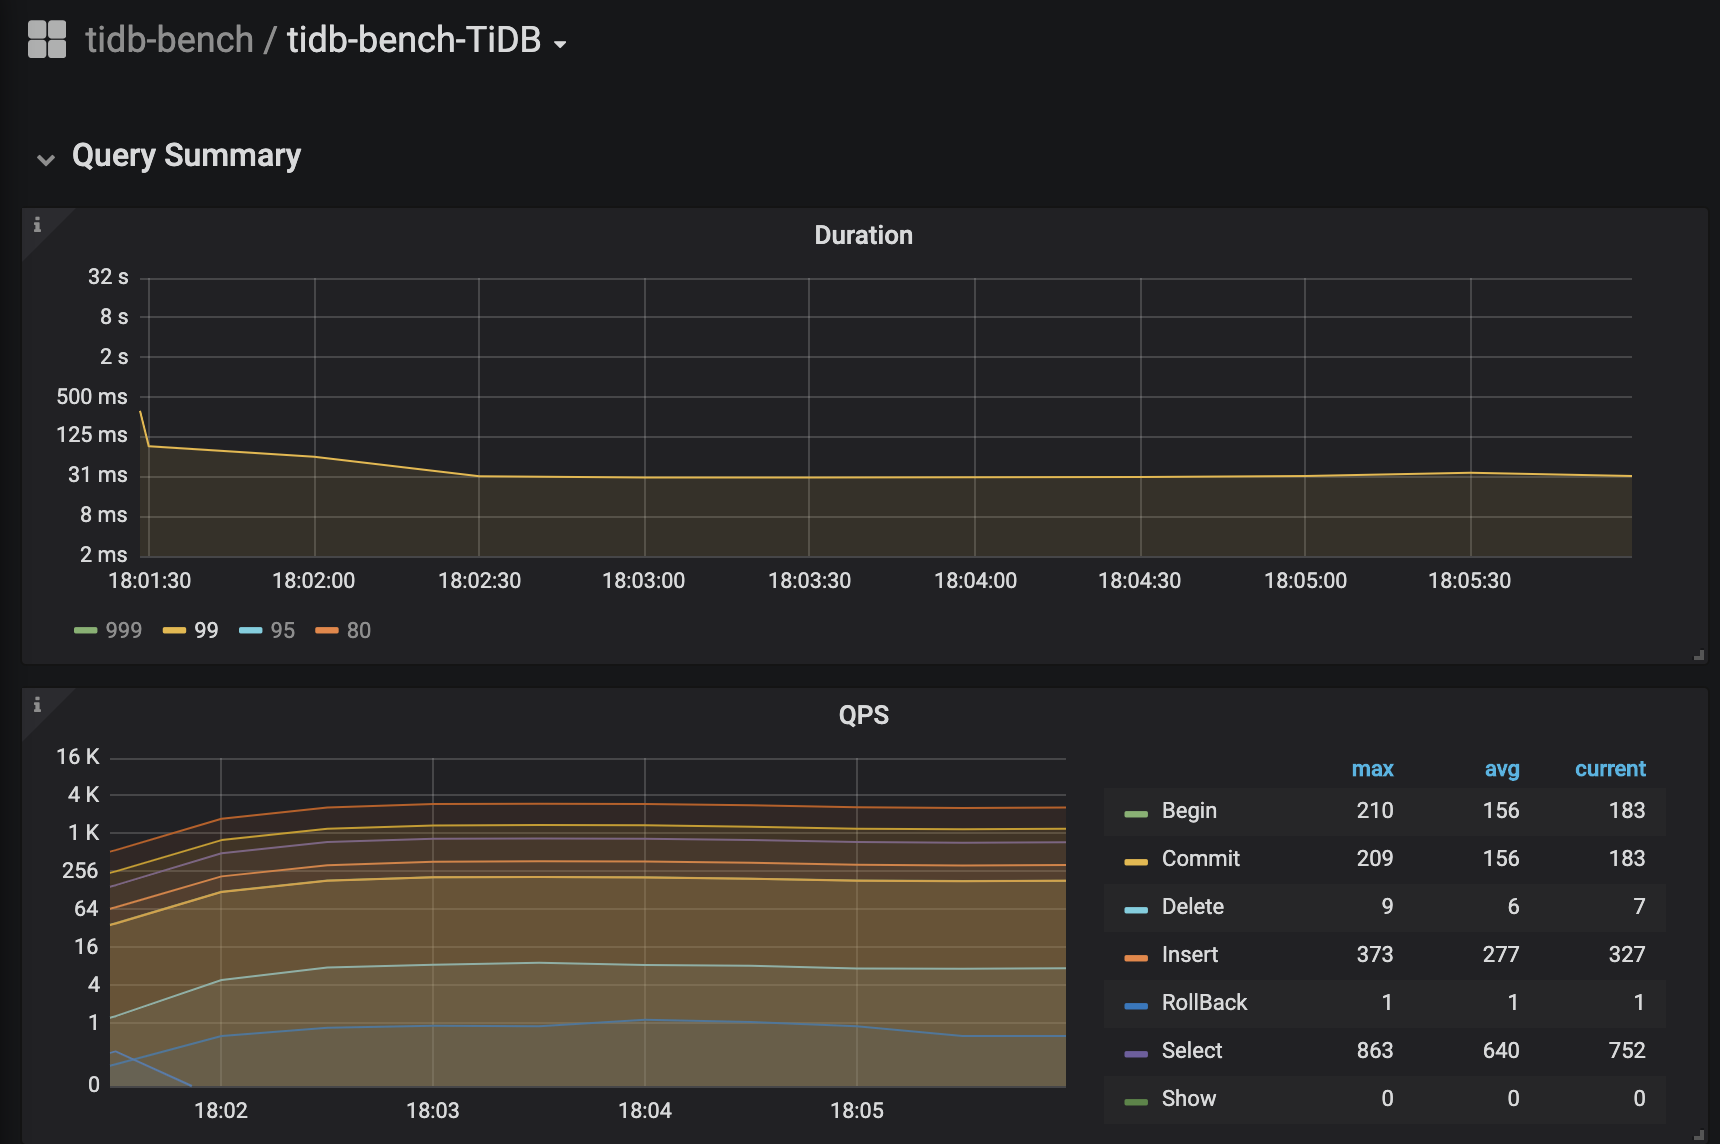 tidb-bench / tidb-bench-TiDB
Query Summary
i
Duration
32 s
8 s
2 s
500 ms
125 ms
31 ms
8 ms
2 ms
18:01:30 18:02:00 18:02:30 18:03:00 18:03:30 18:04:00 18:04:30 18:05:00 18:05:30
999 99 95 80
i
QPS
16 K
4 K
1 K
256
64
16
4
1
0
18:02 18:03 18:04 18:05
max avg current
Begin 210 156 183
Commit 209 156 183
Delete 9 6 7
Insert 373 277 327
RollBack 1 1 1
Select 863 640 752
Show 0 0 0